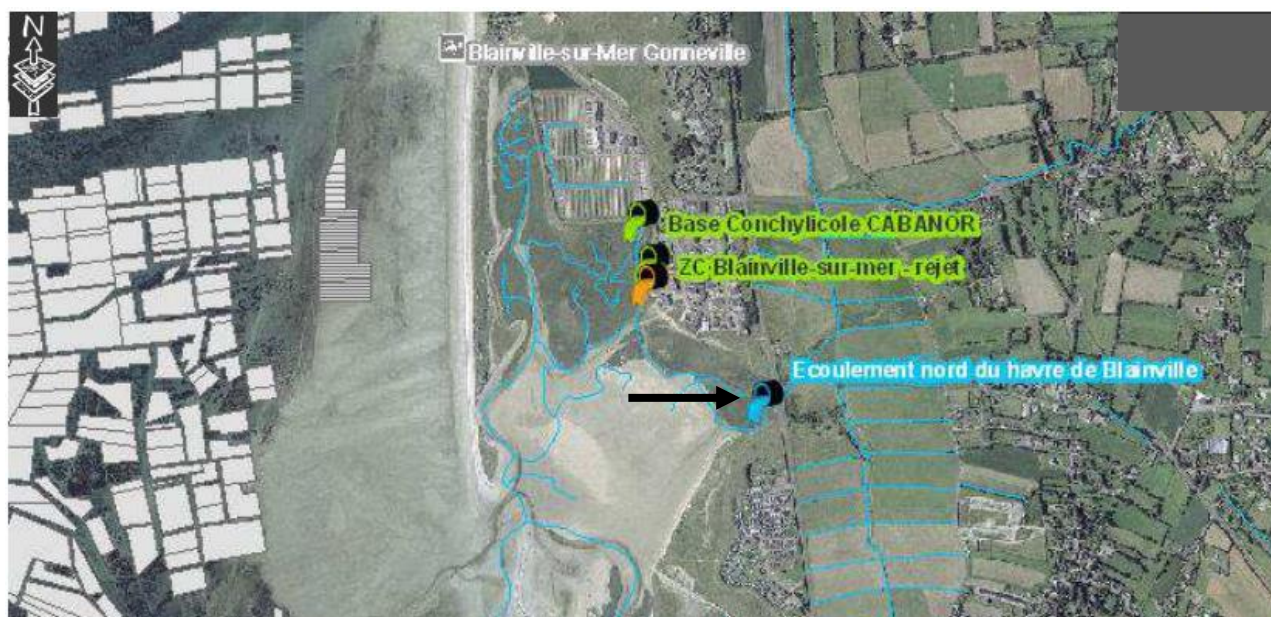 N
Blainville-sur-Mer Gonneville
Base Conchylicole CABANOR
ZC Blainville-sur-mer - rejet
Ecoulement nord du havre de Blainville